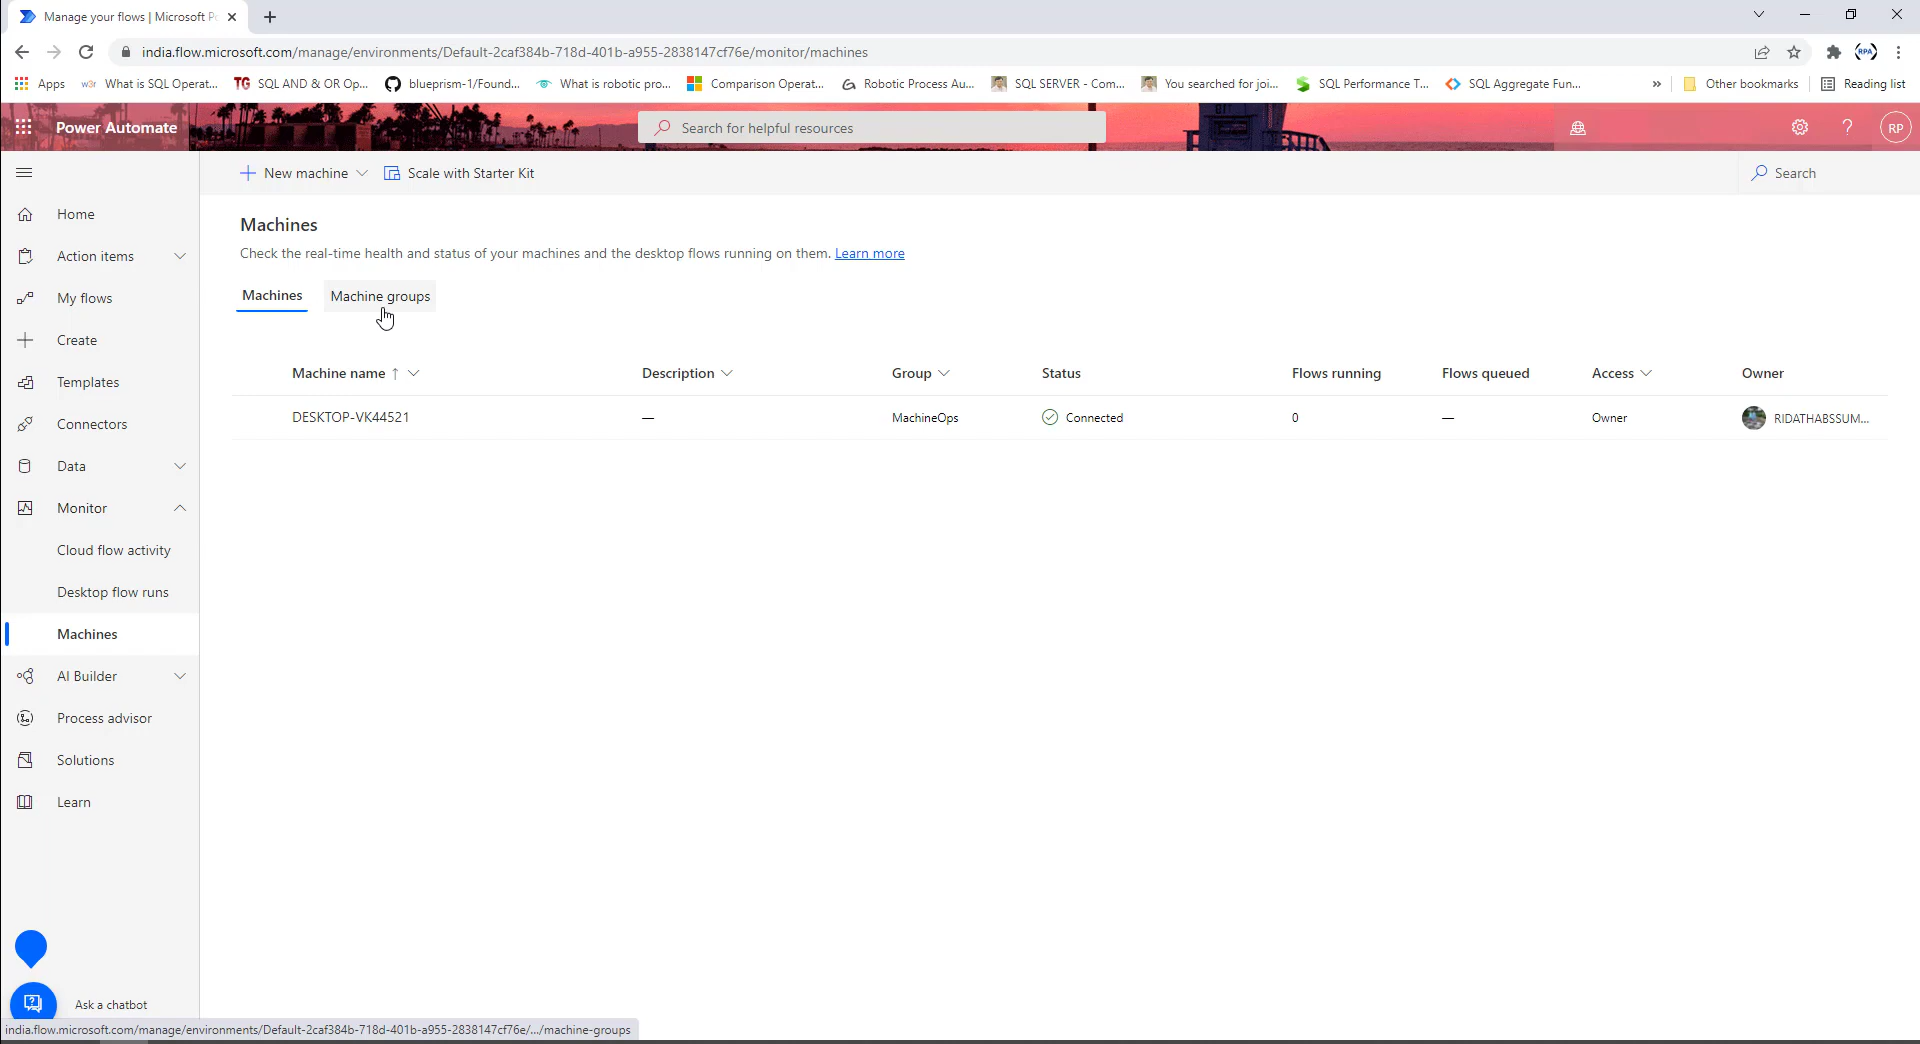 Manage your flows | Microsoft Po
india.flow.microsoft.com/manage/environments/Default-2caf384b-718d-401b-a955-2838147cf76e/monitor/machines
Apps
w3r What is SQL Operat...
TG SQL AND & OR Op...
blueprism-1/Found...
What is robotic pro...
Comparison Operat...
Robotic Process Au...
SQL SERVER - Com...
You searched for joi...
SQL Performance T...
SQL Aggregate Fun...
»
Other bookmarks
Reading list
RPA
Power Automate
Search for helpful resources
RP
New machine
Scale with Starter Kit
Search
Home
Action items
My flows
Create
Templates
Connectors
Data
Monitor
Cloud flow activity
Desktop flow runs
Machines
AI Builder
Process advisor
Solutions
Learn
Ask a chatbot
Machines
Check the real-time health and status of your machines and the desktop flows running on them. Learn more
Machines Machine groups
Machine name ↑ Description Group Status Flows running Flows queued Access Owner
DESKTOP-VK44521 — MachineOps Connected 0 — Owner RIDATHABSSUM...
india.flow.microsoft.com/manage/environments/Default-2caf384b-718d-401b-a955-2838147cf76e/.../machine-groups